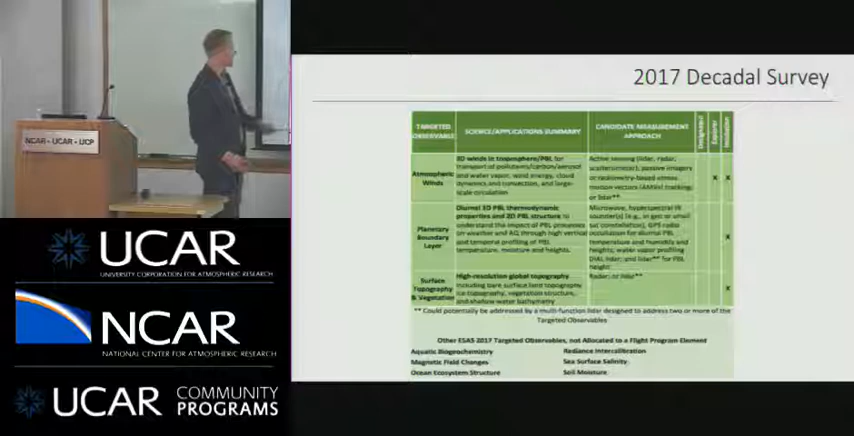 NCAR - UCAR - UCP
UCAR
UNIVERSITY CORPORATION FOR ATMOSPHERIC RESEARCH
NCAR
NATIONAL CENTER FOR ATMOSPHERIC RESEARCH
UCAR COMMUNITY
PROGRAMS
2017 Decadal Survey
TARGETED
OBSERVABLE
SCIENCE/APPLICATIONS SUMMARY
CANDIDATE MEASUREMENT
APPROACH
Designated
Explorer
Incubation
Atmospheric
Winds
3D winds in troposphere/PBL for
transport of pollutants/carbon/aerosol
and water vapor, wind energy, cloud
dynamics and convection, and large-
scale circulation
Active sensing (lidar, radar,
scatterometer); passive imagery
or radiometry-based atmos.
motion vectors (AMVs) tracking;
or lidar**
X X
Planetary
Boundary
Layer
Diurnal 3D PBL thermodynamic
properties and 2D PBL structure to
understand the impact of PBL processes
on weather and AQ through high vertical
and temporal profiling of PBL
temperature, moisture and heights.
Microwave, hyperspectral IR
sounder(s) (e.g., in geo or small
sat constellation), GPS radio
occultation for diurnal PBL
temperature and humidity and
heights; water vapor profiling
DIAL lidar; and lidar** for PBL
height
X
Surface
Topography
& Vegetation
High-resolution global topography
including bare surface land topography
ice topography, vegetation structure,
and shallow water bathymetry
Radar; or lidar**
X
** Could potentially be addressed by a multi-function lidar designed to address two or more of the
Targeted Observables
Other ESAS-2017 Targeted Observables, not Allocated to a Flight Program Element
Aquatic Biogeochemistry
Radiance Intercalibration
Magnetic Field Changes
Sea Surface Salinity
Ocean Ecosystem Structure
Soil Moisture